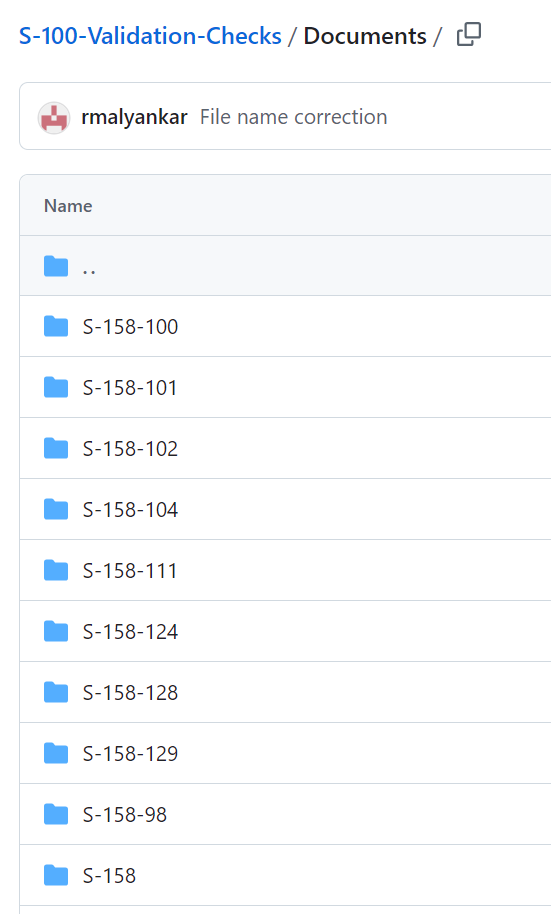 S-100-Validation-Checks / Documents /
rmalyankar File name correction
Name
..
S-158-100
S-158-101
S-158-102
S-158-104
S-158-111
S-158-124
S-158-128
S-158-129
S-158-98
S-158